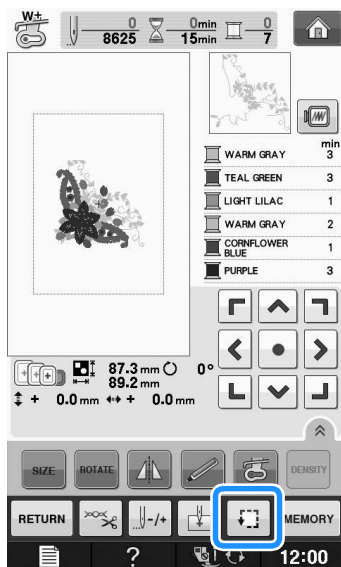 W+
0
8625
0min
15min
0
7
min
WARM GRAY 3
TEAL GREEN 3
LIGHT LILAC 1
WARM GRAY 2
CORNFLOWER
BLUE 1
PURPLE 3
87.3 mm 0°
89.2 mm
+ 0.0 mm + 0.0 mm
SIZE ROTATE DENSITY
RETURN -/+ MEMORY
? 12:00